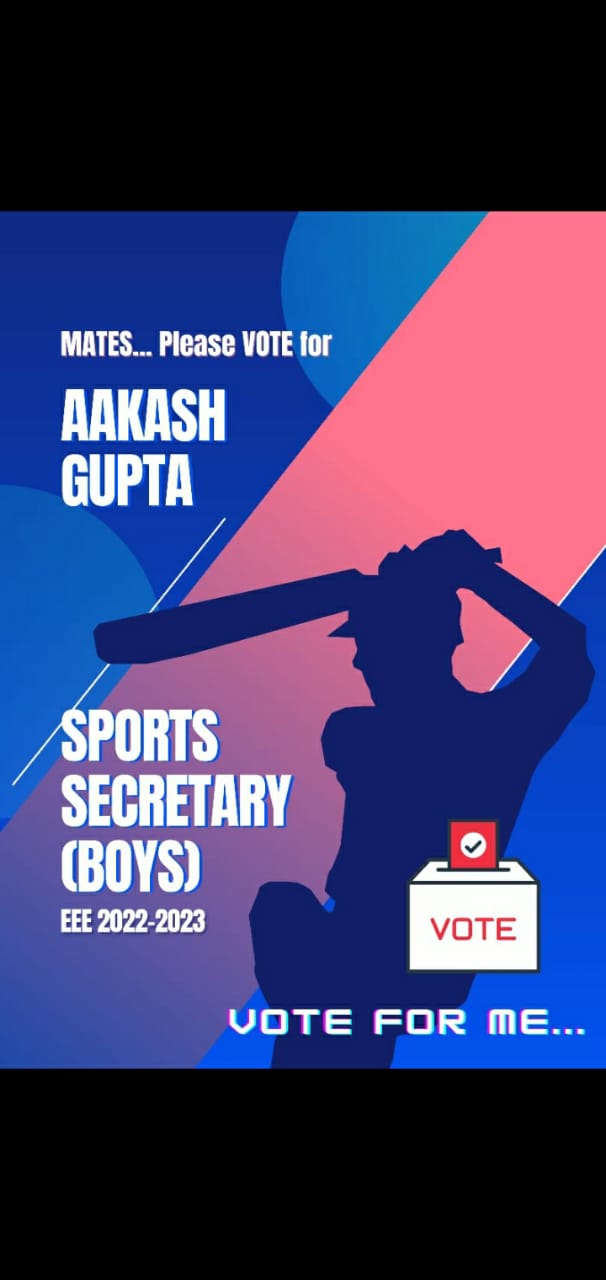 MATES... Please VOTE for
AAKASH
GUPTA
SPORTS
SECRETARY
(BOYS)
EEE 2022-2023
VOTE
VOTE FOR ME...